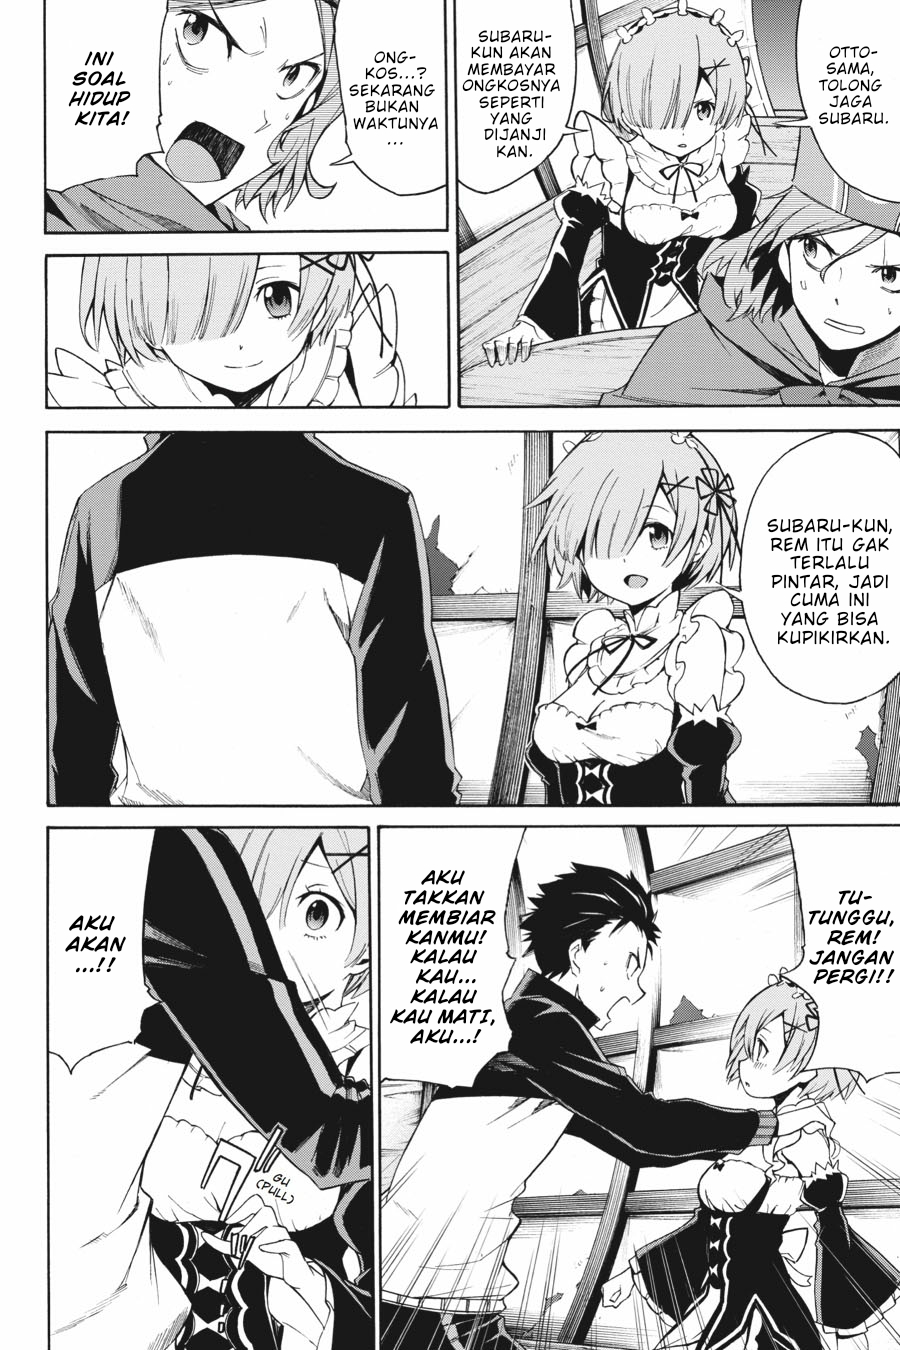 OTTO-
SAMA,
TOLONG
JAGA
SUBARU.
SUBARU-
KUN AKAN
MEMBAYAR
ONGKOSNYA
SEPERTI
YANG
DIJANJI
KAN.
ONG-
KOS...?
SEKARANG
BUKAN
WAKTUNYA
...
INI
SOAL
HIDUP
KITA!
SUBARU-KUN,
REM ITU GAK
TERLALU
PINTAR, JADI
CUMA INI
YANG BISA
KUPIKIRKAN.
TU-
TUNGGU,
REM!
JANGAN
PERGI!!
AKU
TAKKAN
MEMBIAR
KANMU!
KALAU
KAU...
KALAU
KAU MATI,
AKU...!
AKU
AKAN
...!!
GU
(PULL)